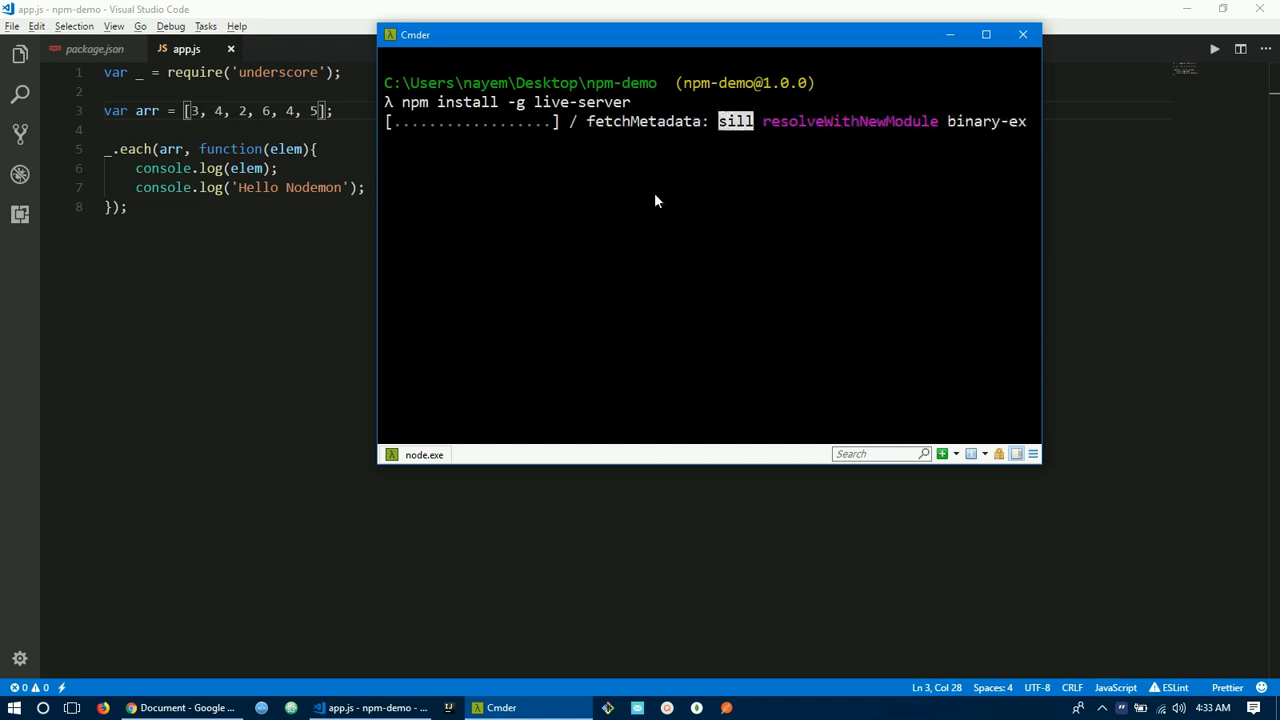 app.js - npm-demo - Visual Studio Code
File Edit Selection View Go Debug Tasks Help
package.json
JS app.js
1 var _ = require('underscore');
2
3 var arr = [3, 4, 2, 6, 4, 5];
4
5 _.each(arr, function(elem){
6 console.log(elem);
7 console.log('Hello Nodemon');
8 });
Cmder
C:\Users\nayem\Desktop\npm-demo (npm-demo@1.0.0)
λ npm install -g live-server
[..................] / fetchMetadata: sill resolveWithNewModule binary-ex
node.exe
Search
0 0
Ln 3, Col 28 Spaces: 4 UTF-8 CRLF JavaScript ESLint Prettier
Document - Google ...
app.js - npm-demo - ...
Cmder
4:33 AM